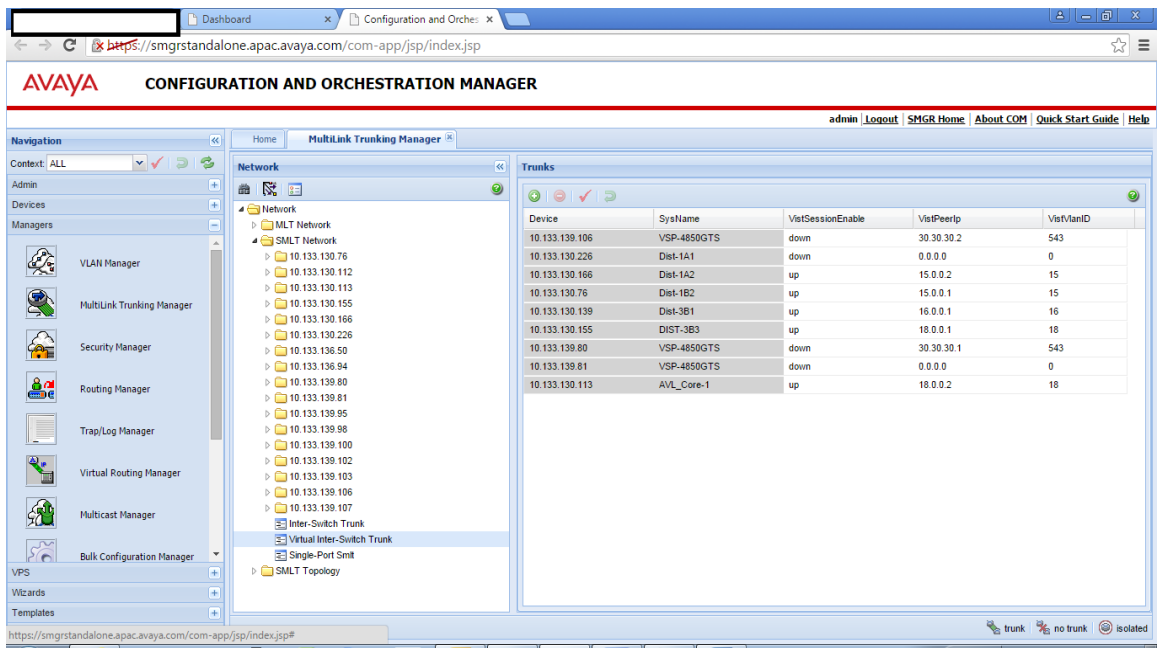 Dashboard
Configuration and Orches
https://smgrstandalone.apac.avaya.com/com-app/jsp/index.jsp
AVAYA CONFIGURATION AND ORCHESTRATION MANAGER
admin | Logout | SMGR Home | About COM | Quick Start Guide | Help
Navigation
Context: ALL
Admin
Devices
Managers
VLAN Manager
MultiLink Trunking Manager
Security Manager
Routing Manager
Trap/Log Manager
Virtual Routing Manager
Multicast Manager
Bulk Configuration Manager
VPS
Wizards
Templates
Home MultiLink Trunking Manager
Network
Network
MLT Network
SMLT Network
10.133.130.76
10.133.130.112
10.133.130.113
10.133.130.155
10.133.130.166
10.133.130.226
10.133.136.50
10.133.136.94
10.133.139.80
10.133.139.81
10.133.139.95
10.133.139.98
10.133.139.100
10.133.139.102
10.133.139.103
10.133.139.106
10.133.139.107
Inter-Switch Trunk
Virtual Inter-Switch Trunk
Single-Port Smlt
SMLT Topology
Trunks
Device SysName VistSessionEnable VistPeerIp VistVlanID
10.133.139.106 VSP-4850GTS down 30.30.30.2 543
10.133.130.226 Dist-1A1 down 0.0.0.0 0
10.133.130.166 Dist-1A2 up 15.0.0.2 15
10.133.130.76 Dist-1B2 up 15.0.0.1 15
10.133.130.139 Dist-3B1 up 16.0.0.1 16
10.133.130.155 DIST-3B3 up 18.0.0.1 18
10.133.139.80 VSP-4850GTS down 30.30.30.1 543
10.133.139.81 VSP-4850GTS down 0.0.0.0 0
10.133.130.113 AVL_Core-1 up 18.0.0.2 18
trunk no trunk isolated
https://smgrstandalone.apac.avaya.com/com-app/jsp/index.jsp#